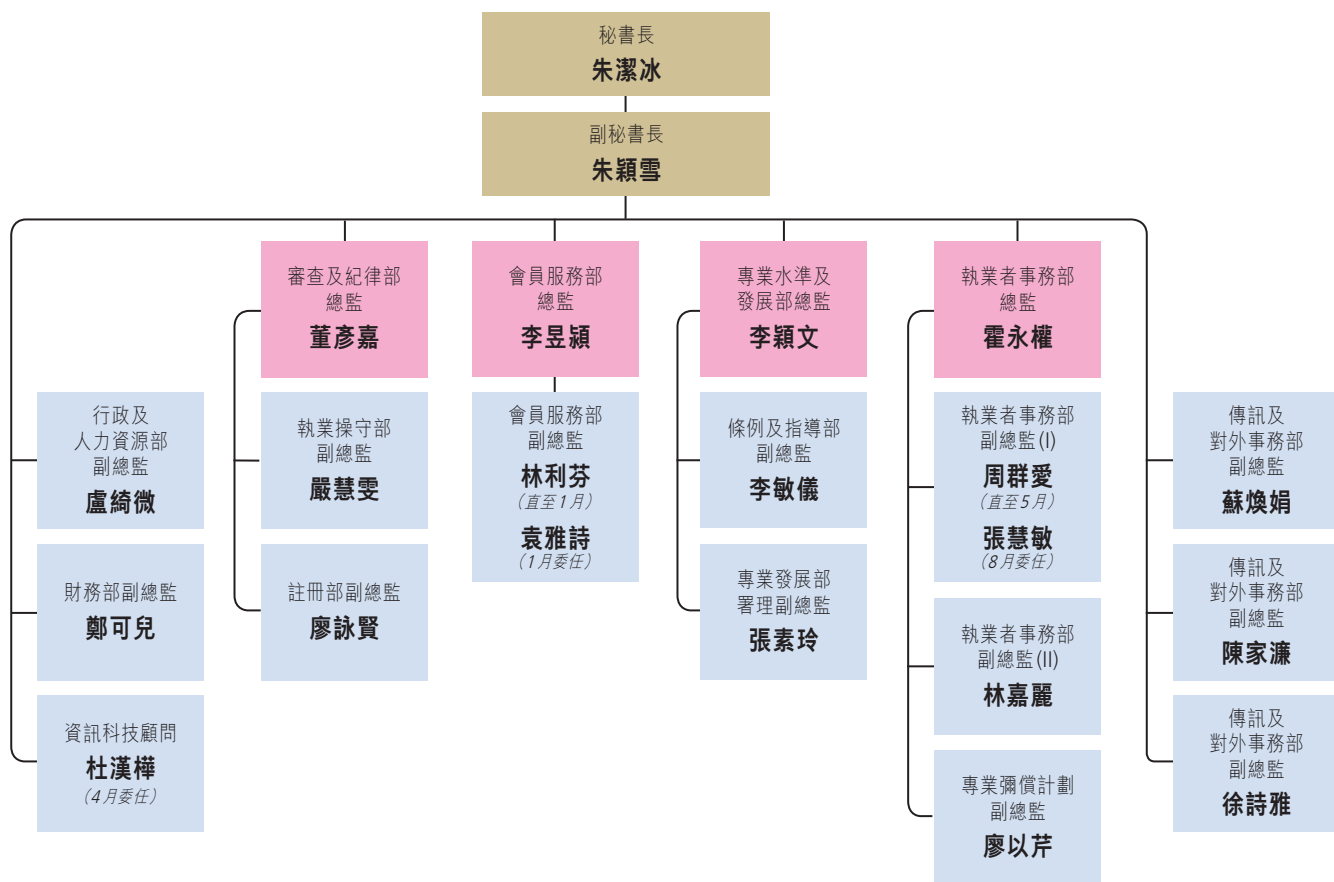 秘書長
朱潔冰
副秘書長
朱穎雪
審查及紀律部
總監
董彥嘉
會員服務部
總監
李昱潁
專業水準及
發展部總監
李穎文
執業者事務部
總監
霍永權
行政及
人力資源部
副總監
盧綺微
財務部副總監
鄭可兒
資訊科技顧問
杜漢樺
（4月委任）
執業操守部
副總監
嚴慧雯
註冊部副總監
廖詠賢
會員服務部
副總監
林利芬
（直至1月）
袁雅詩
（1月委任）
條例及指導部
副總監
李敏儀
專業發展部
署理副總監
張素玲
執業者事務部
副總監(I)
周群愛
（直至5月）
張慧敏
（8月委任）
執業者事務部
副總監(II)
林嘉麗
專業彌償計劃
副總監
廖以芹
傳訊及
對外事務部
副總監
蘇煥娟
傳訊及
對外事務部
副總監
陳家濂
傳訊及
對外事務部
副總監
徐詩雅